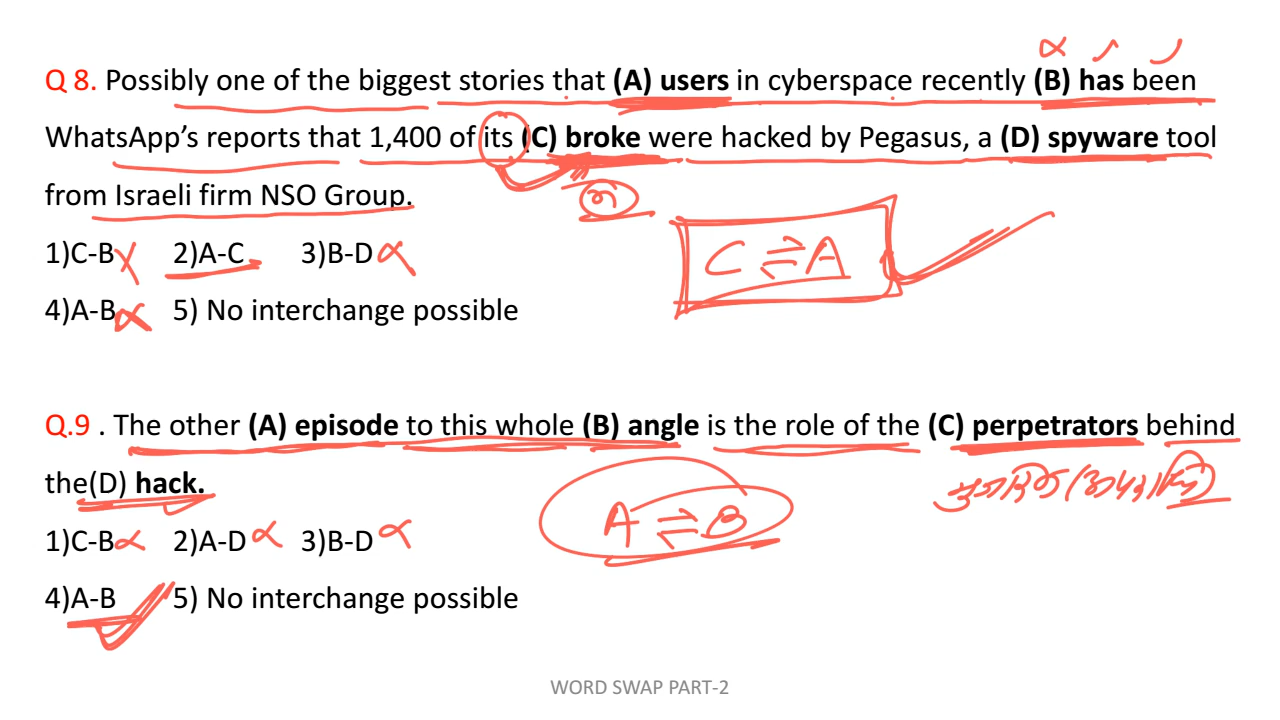 Q 8. Possibly one of the biggest stories that (A) users in cyberspace recently (B) has been
WhatsApp’s reports that 1,400 of its (C) broke were hacked by Pegasus, a (D) spyware tool
from Israeli firm NSO Group.
C ⇌ A
1)C-B 2)A-C 3)B-D
4)A-B 5) No interchange possible
Q.9 . The other (A) episode to this whole (B) angle is the role of the (C) perpetrators behind
the(D) hack.
A ⇌ B
1)C-B 2)A-D 3)B-D
4)A-B 5) No interchange possible
WORD SWAP PART-2